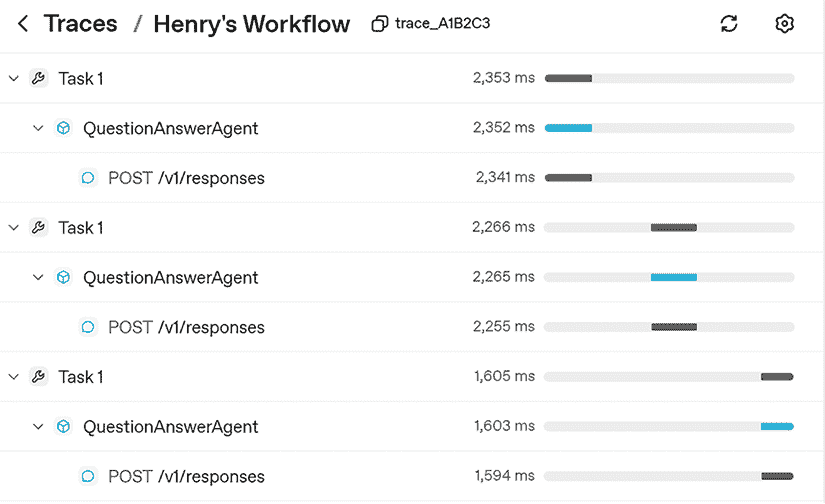 Traces / Henry's Workflow trace_A1B2C3
Task 1 2,353 ms
QuestionAnswerAgent 2,352 ms
POST /v1/responses 2,341 ms
Task 1 2,266 ms
QuestionAnswerAgent 2,265 ms
POST /v1/responses 2,255 ms
Task 1 1,605 ms
QuestionAnswerAgent 1,603 ms
POST /v1/responses 1,594 ms